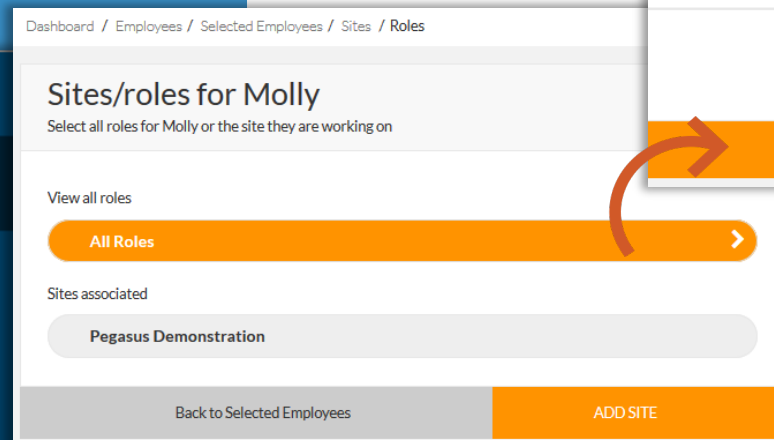 Dashboard / Employees / Selected Employees / Sites / Roles
Sites/roles for Molly
Select all roles for Molly or the site they are working on
View all roles
All Roles
Sites associated
Pegasus Demonstration
Back to Selected Employees
ADD SITE